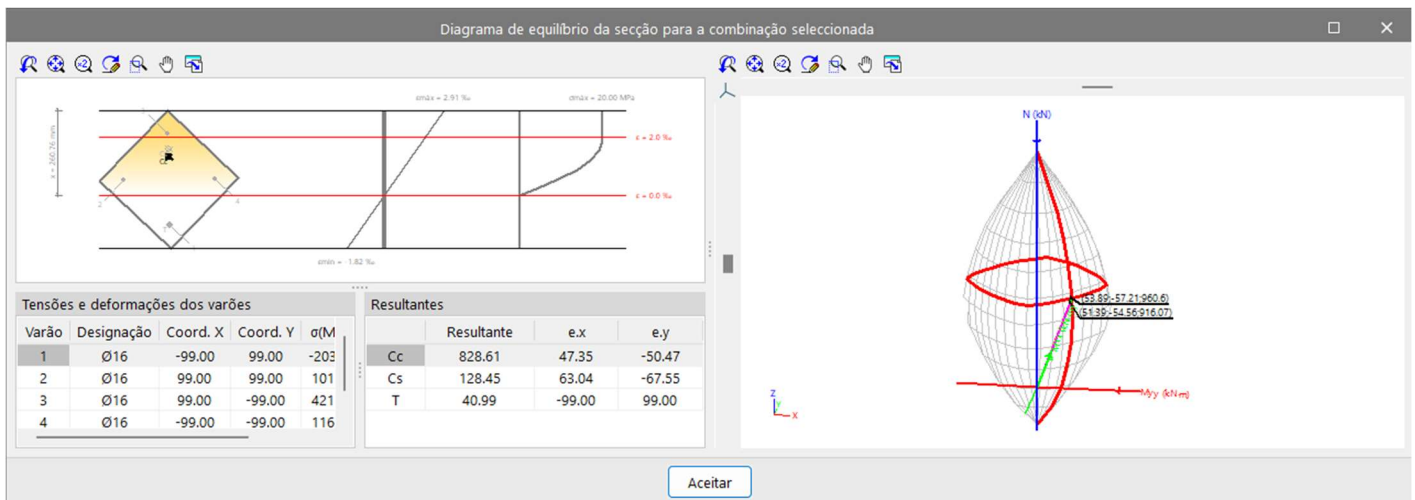 Diagrama de equilíbrio da secção para a combinação seleccionada
εmáx = 2.91 ‰
σmáx = 20.00 MPa
x = 260.76 mm
ε = 2.0 ‰
ε = 0.0 ‰
εmín = -1.82 ‰
Tensões e deformações dos varões
Varão Designação Coord. X Coord. Y σ(M
1 Ø16 -99.00 99.00 -203
2 Ø16 99.00 99.00 101
3 Ø16 99.00 -99.00 421
4 Ø16 -99.00 -99.00 116
Resultantes
Resultante e.x e.y
Cc 828.61 47.35 -50.47
Cs 128.45 63.04 -67.55
T 40.99 -99.00 99.00
N (kN)
(53.89;-57.21;960.6)
(51.39;-54.56;916.07)
Myy (kN·m)
Z
Y
X
Aceitar